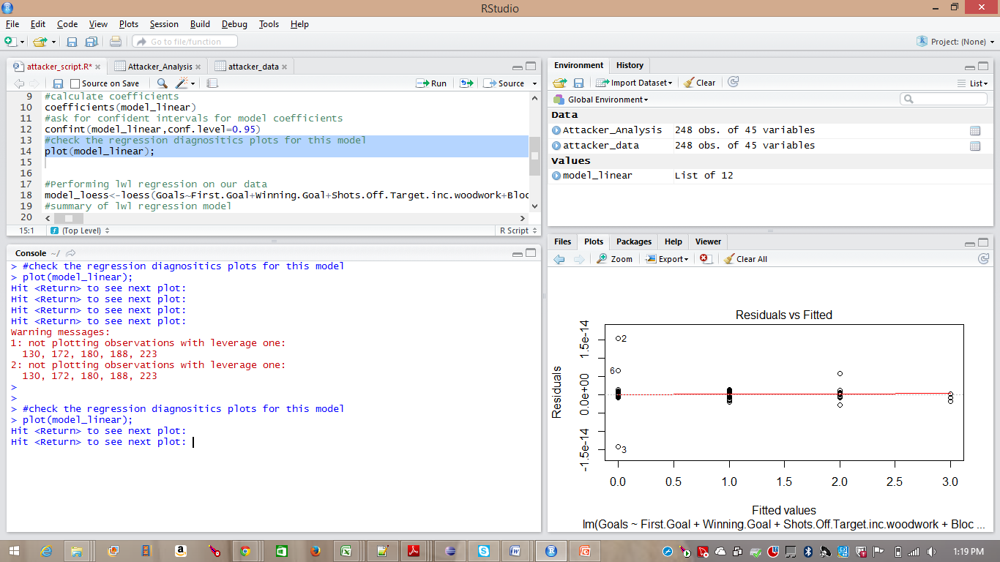 RStudio
File Edit Code View Plots Session Build Debug Tools Help
Go to file/function
Project: (None)
attacker_script.R*
Attacker_Analysis
attacker_data
Source on Save
Run
Source
9 #calculate coefficients
10 coefficients(model_linear)
11 #ask for confident intervals for model coefficients
12 confint(model_linear,conf.level=0.95)
13 #check the regression diagnositics plots for this model
14 plot(model_linear);
15
16
17 #Performing lwl regression on our data
18 model_loess<-loess(Goals~First.Goal+Winning.Goal+Shots.Off.Target.inc.woodwork+Bloc
19 #summary of lwl regression model
20
15:1 (Top Level) R Script
Console ~/
> #check the regression diagnositics plots for this model
> plot(model_linear);
Hit <Return> to see next plot:
Hit <Return> to see next plot:
Hit <Return> to see next plot:
Hit <Return> to see next plot:
Warning messages:
1: not plotting observations with leverage one:
130, 172, 180, 188, 223
2: not plotting observations with leverage one:
130, 172, 180, 188, 223
>
>
> #check the regression diagnositics plots for this model
> plot(model_linear);
Hit <Return> to see next plot:
Hit <Return> to see next plot:
Environment History
Import Dataset Clear List
Global Environment
Data
Attacker_Analysis 248 obs. of 45 variables
attacker_data 248 obs. of 45 variables
Values
model_linear List of 12
Files Plots Packages Help Viewer
Zoom Export Clear All
Residuals vs Fitted
Residuals
-1.5e-14 0.0e+00 1.5e-14
2
6
3
0.0 0.5 1.0 1.5 2.0 2.5 3.0
Fitted values
lm(Goals ~ First.Goal + Winning.Goal + Shots.Off.Target.inc.woodwork + Bloc ...
1:19 PM